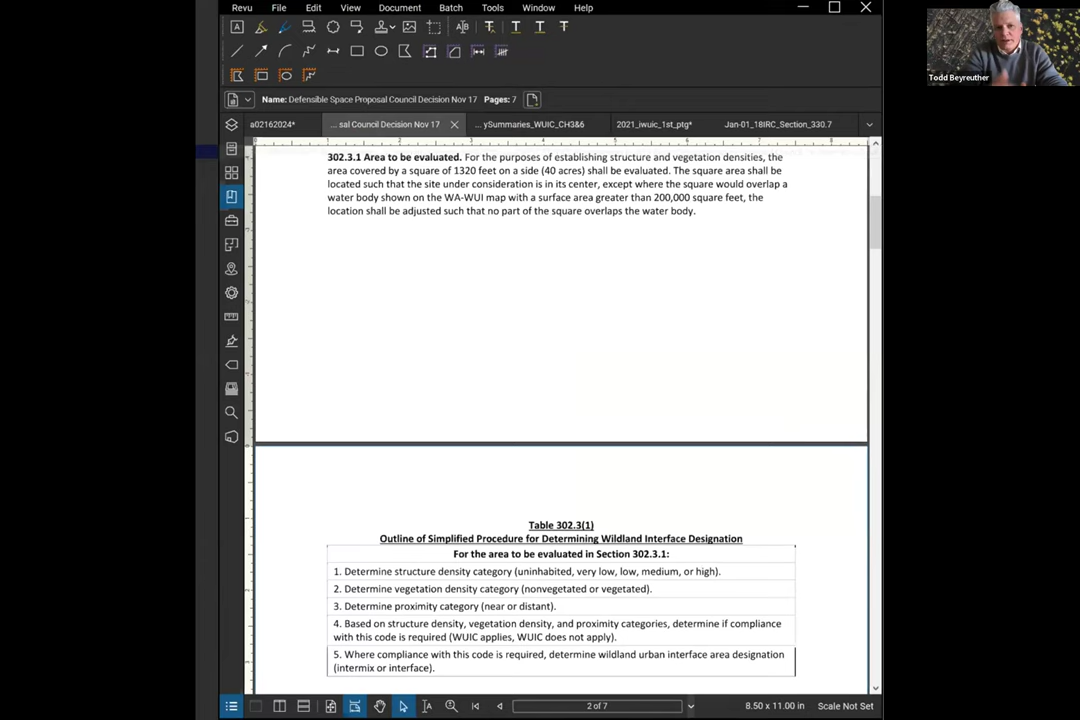 Revu File Edit View Document Batch Tools Window Help
Todd Beyreuther
Name: Defensible Space Proposal Council Decision Nov 17 Pages: 7
a02162024* ... sal Council Decision Nov 17 ... ySummaries_WUIC_CH3&6 2021_iwuic_1st_ptg* Jan-01_18IRC_Section_330.7
302.3.1 Area to be evaluated. For the purposes of establishing structure and vegetation densities, the
area covered by a square of 1320 feet on a side (40 acres) shall be evaluated. The square area shall be
located such that the site under consideration is in its center, except where the square would overlap a
water body shown on the WA-WUI map with a surface area greater than 200,000 square feet, the
location shall be adjusted such that no part of the square overlaps the water body.
Table 302.3(1)
Outline of Simplified Procedure for Determining Wildland Interface Designation
For the area to be evaluated in Section 302.3.1:
1. Determine structure density category (uninhabited, very low, low, medium, or high).
2. Determine vegetation density category (nonvegetated or vegetated).
3. Determine proximity category (near or distant).
4. Based on structure density, vegetation density, and proximity categories, determine if compliance
with this code is required (WUIC applies, WUIC does not apply).
5. Where compliance with this code is required, determine wildland urban interface area designation
(intermix or interface).
2 of 7 8.50 x 11.00 in Scale Not Set